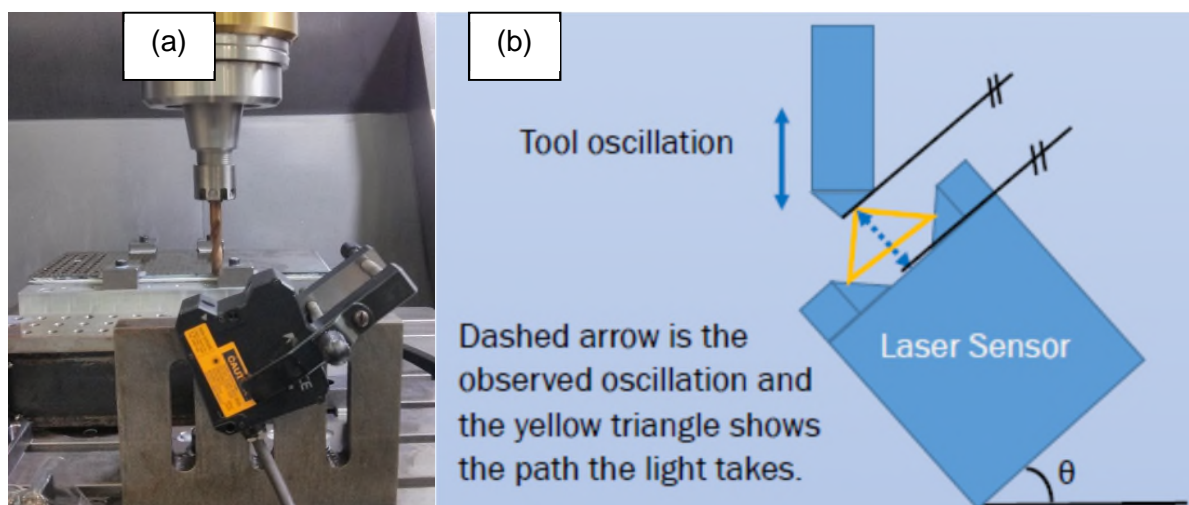 (a)
(b)
Tool oscillation
Dashed arrow is the
observed oscillation and
the yellow triangle shows
the path the light takes.
Laser Sensor
θ